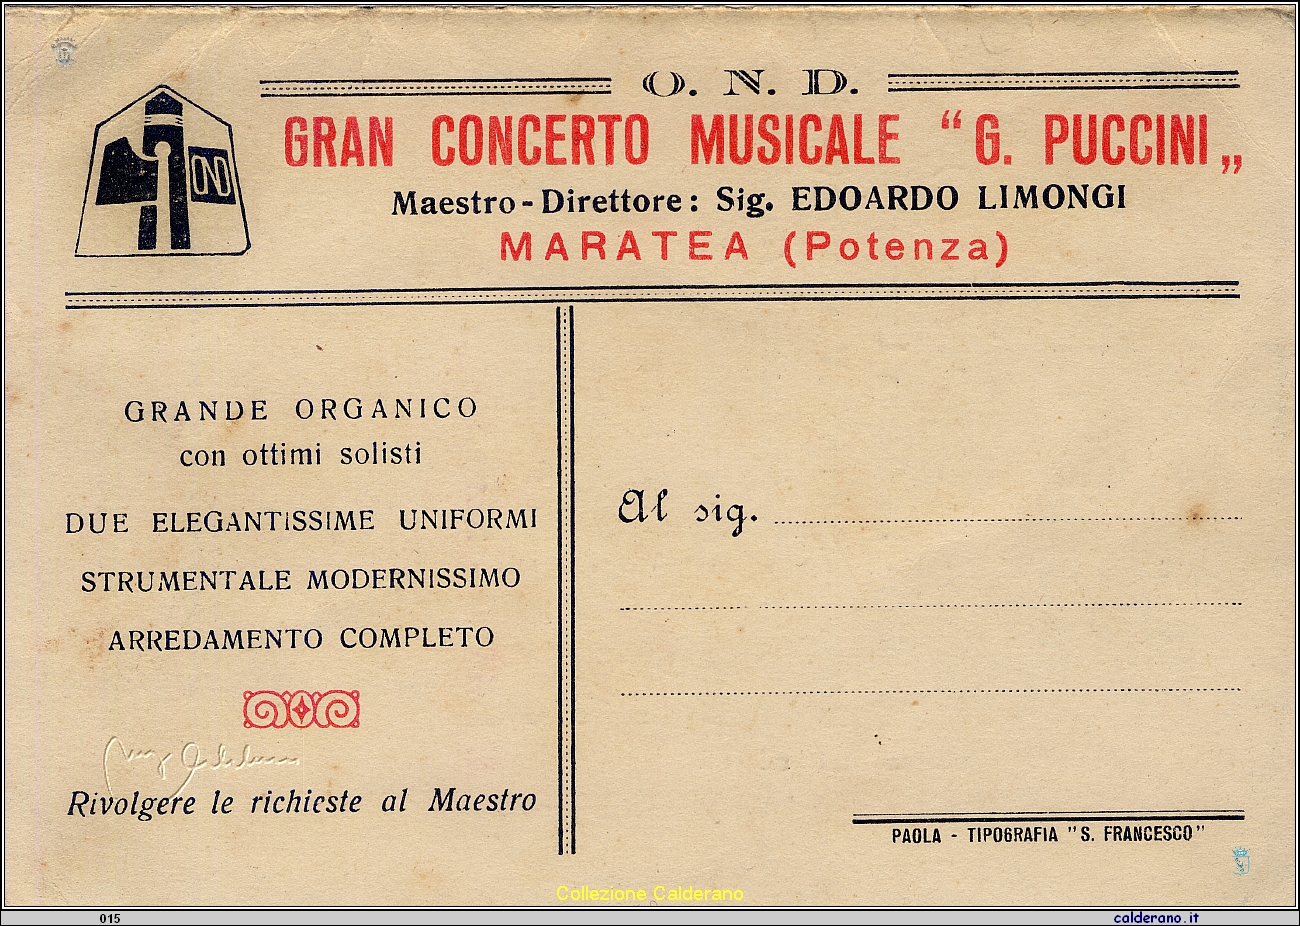 O. N. D.
OND
GRAN CONCERTO MUSICALE “G. PUCCINI„
Maestro - Direttore : Sig. EDOARDO LIMONGI
MARATEA (Potenza)
GRANDE ORGANICO
con ottimi solisti
DUE ELEGANTISSIME UNIFORMI
STRUMENTALE MODERNISSIMO
ARREDAMENTO COMPLETO
Rivolgere le richieste al Maestro
Al sig.
PAOLA - TIPOGRAFIA "S. FRANCESCO"
Collezione Calderano
015 calderano.it